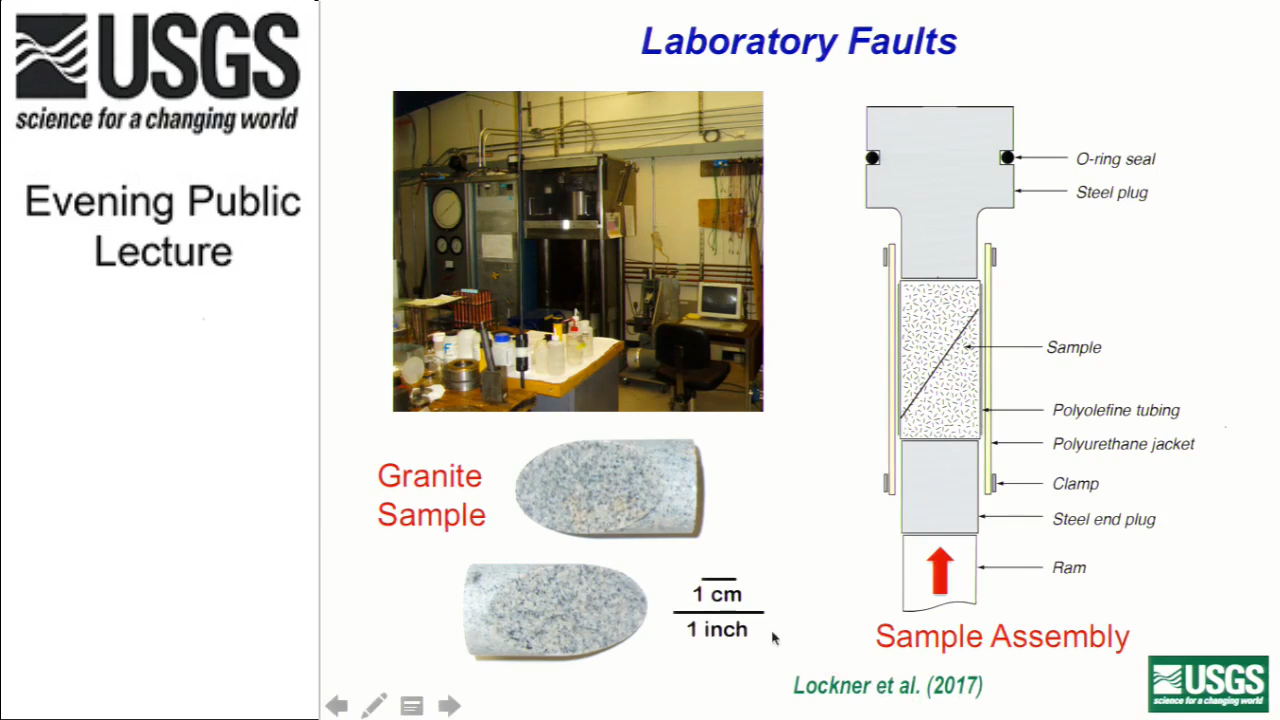 USGS
science for a changing world
Evening Public
Lecture
Laboratory Faults
O-ring seal
Steel plug
Sample
Polyolefine tubing
Polyurethane jacket
Clamp
Steel end plug
Ram
Sample Assembly
Granite
Sample
1 cm
1 inch
Lockner et al. (2017)
USGS
science for a changing world